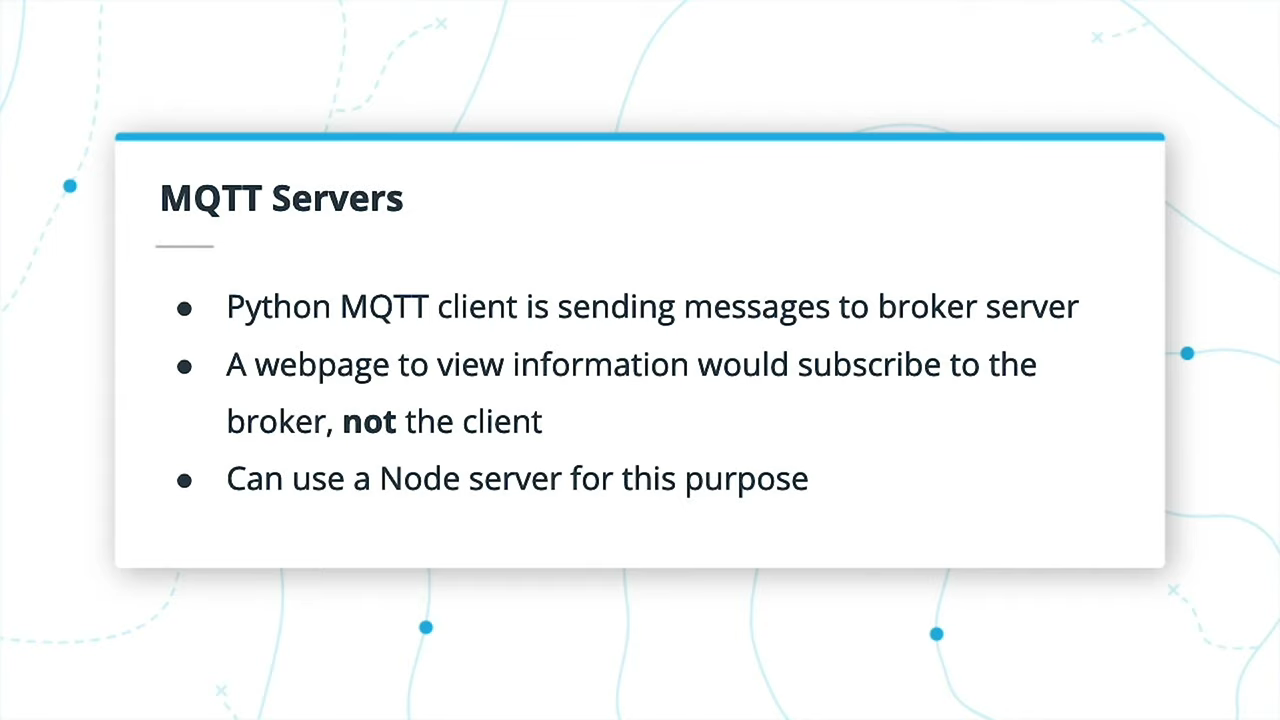 MQTT Servers
● Python MQTT client is sending messages to broker server
● A webpage to view information would subscribe to the
broker, not the client
● Can use a Node server for this purpose